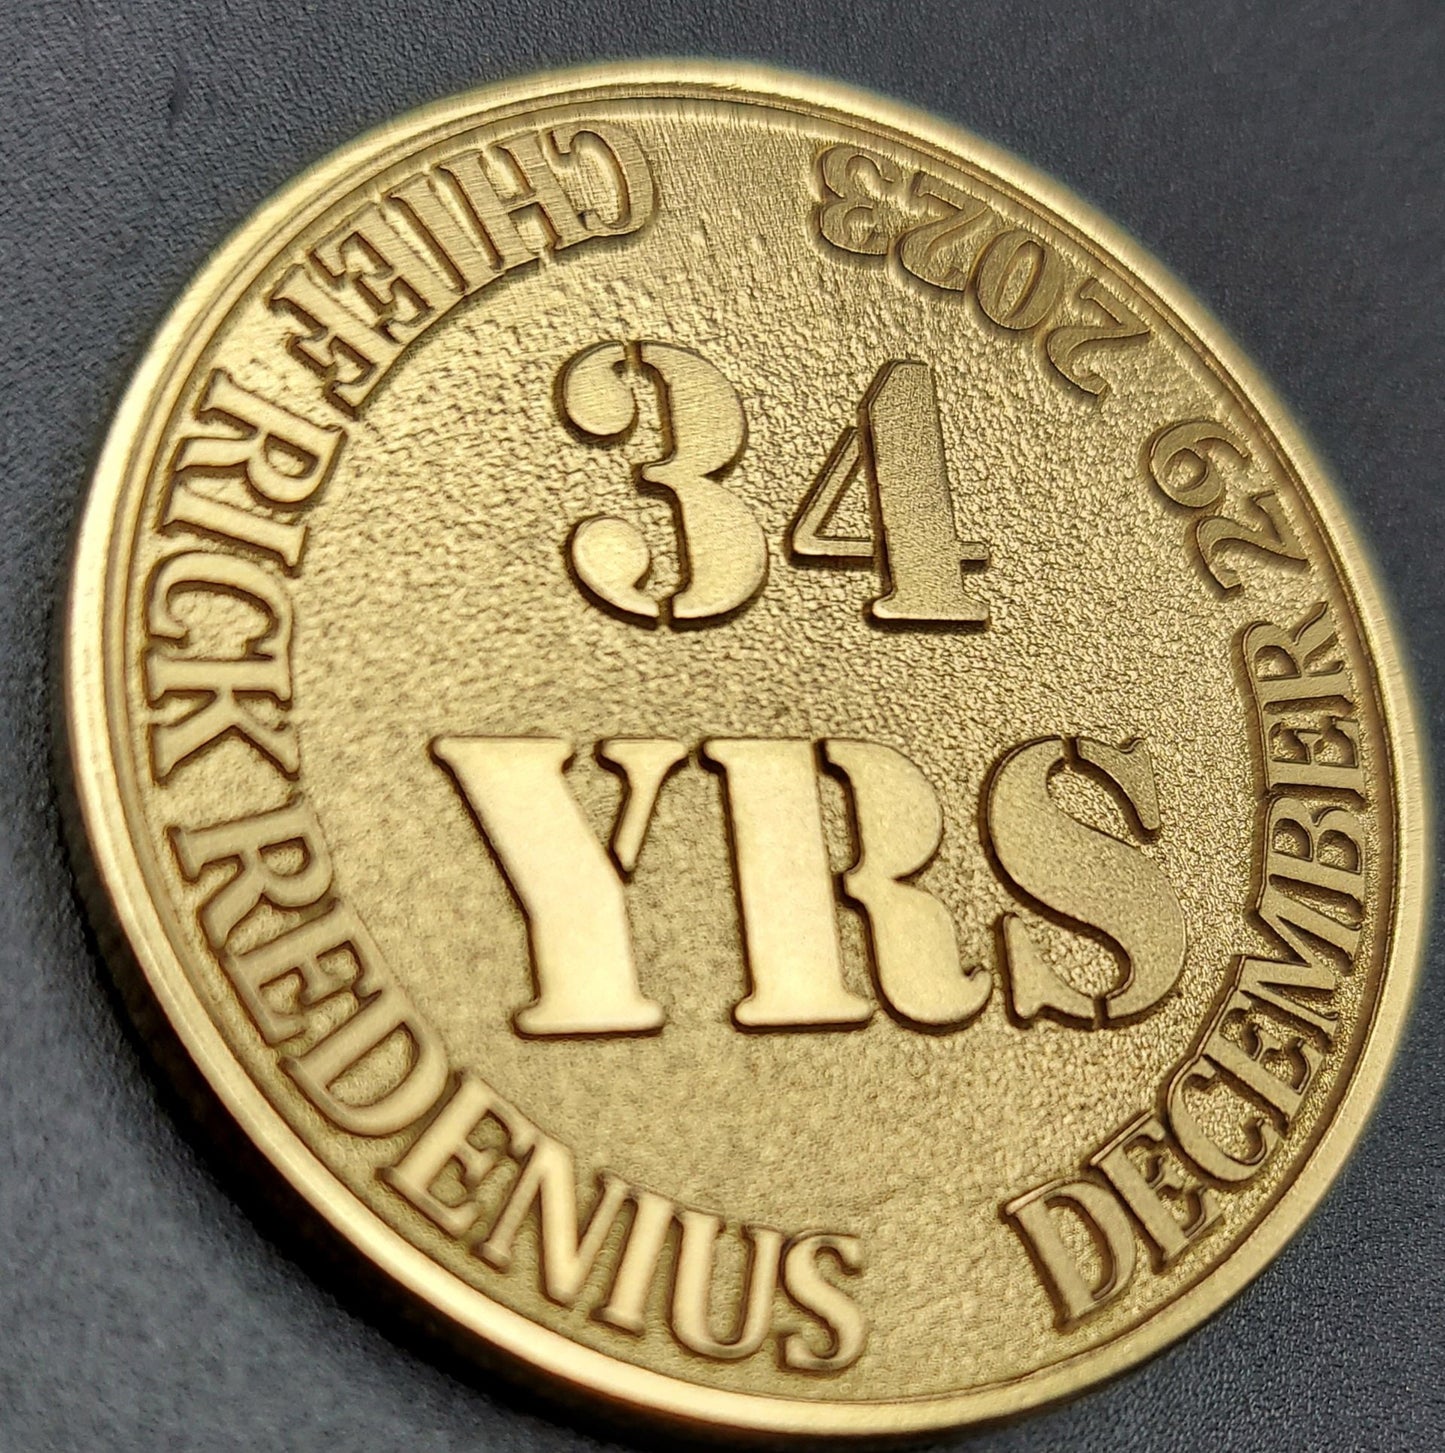 34
YRS
CHIEF RICK REDENIUS
DECEMBER 29 2023